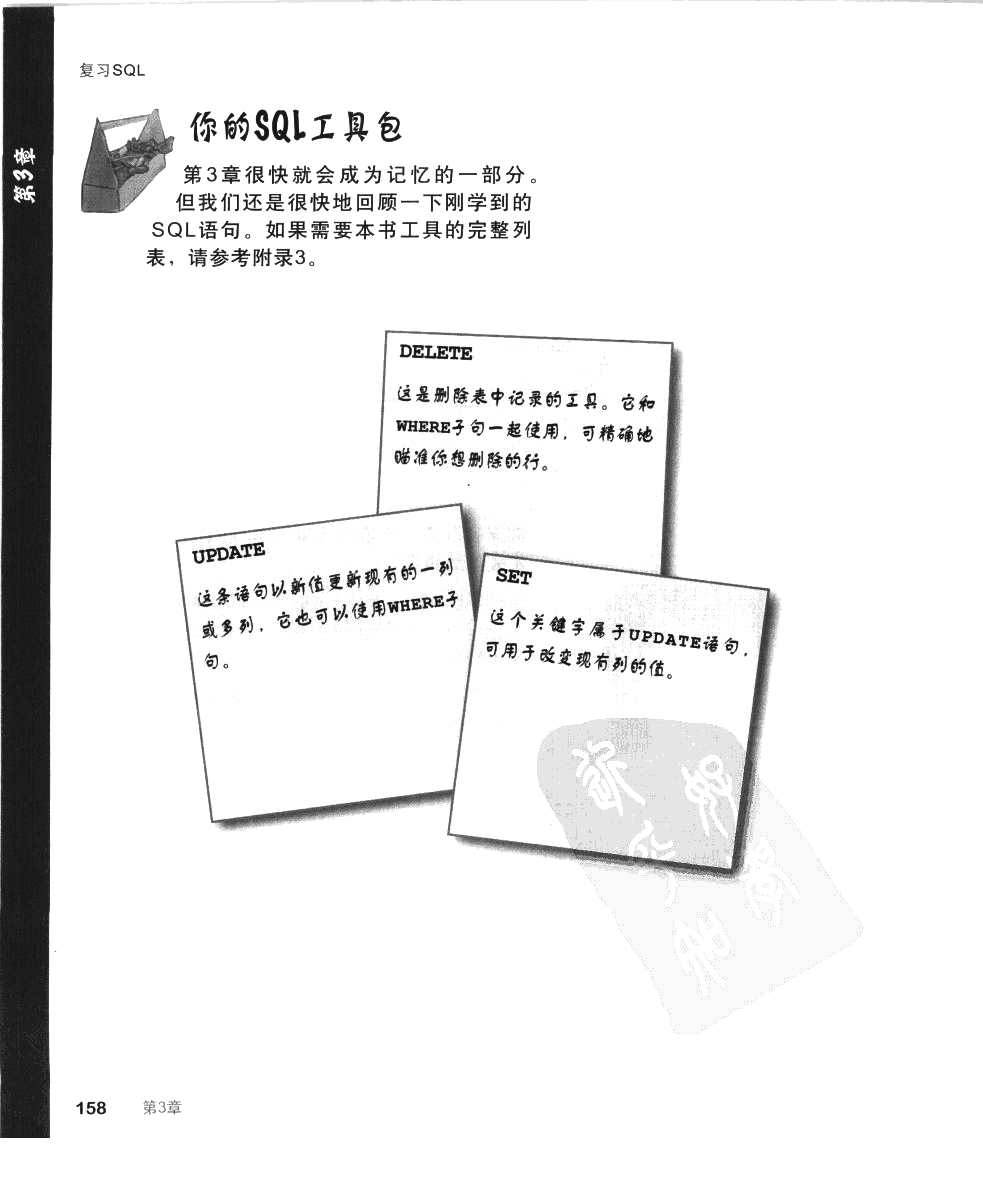 复习SQL
第3章
你的SQL工具包
第3章很快就会成为记忆的一部分。
但我们还是很快地回顾一下刚学到的
SQL语句。如果需要本书工具的完整列
表，请参考附录3。
DELETE
这是删除表中记录的工具。它和
WHERE子句一起使用，可精确地
瞄准你想删除的行。
UPDATE
这条语句以新值更新现有的一列
或多列，它也可以使用WHERE子
句。
SET
这个关键字属于UPDATE语句，
可用于改变现有列的值。
158 第3章